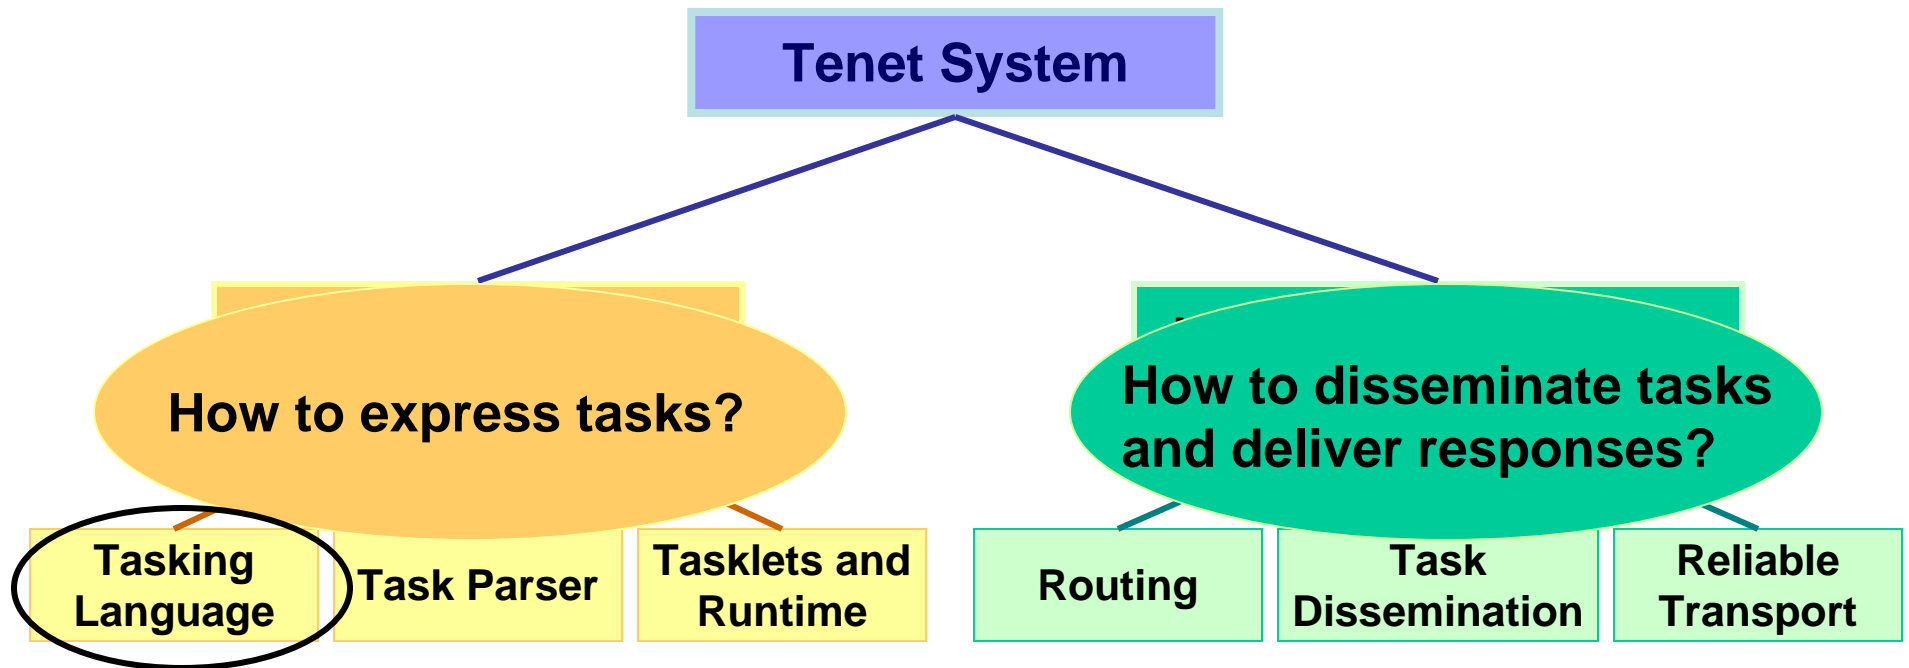 Tenet System
How to express tasks?
How to disseminate tasks
and deliver responses?
Tasking
Language
Task Parser
Tasklets and
Runtime
Routing
Task
Dissemination
Reliable
Transport